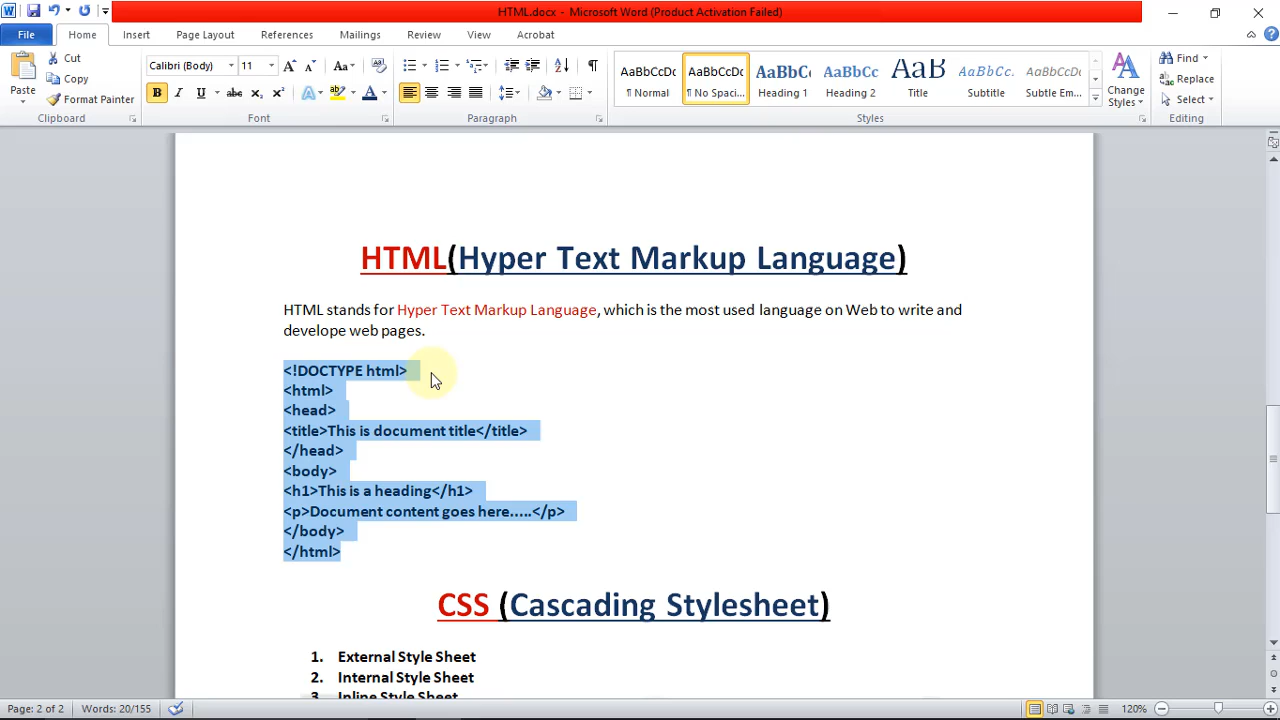 HTML.docx - Microsoft Word (Product Activation Failed)
File Home Insert Page Layout References Mailings Review View Acrobat
Paste
Cut
Copy
Format Painter
Clipboard
Calibri (Body) 11
Font
Paragraph
AaBbCcDc AaBbCcDc AaBbC AaBbCc AaB AaBbCc. AaBbCcDc
¶ Normal ¶ No Spaci... Heading 1 Heading 2 Title Subtitle Subtle Em...
Change Styles
Styles
Find
Replace
Select
Editing
HTML(Hyper Text Markup Language)
HTML stands for Hyper Text Markup Language, which is the most used language on Web to write and
develope web pages.
<!DOCTYPE html>
<html>
<head>
<title>This is document title</title>
</head>
<body>
<h1>This is a heading</h1>
<p>Document content goes here.....</p>
</body>
</html>
CSS (Cascading Stylesheet)
1. External Style Sheet
2. Internal Style Sheet
3. Inline Style Sheet
Page: 2 of 2 Words: 20/155 120%